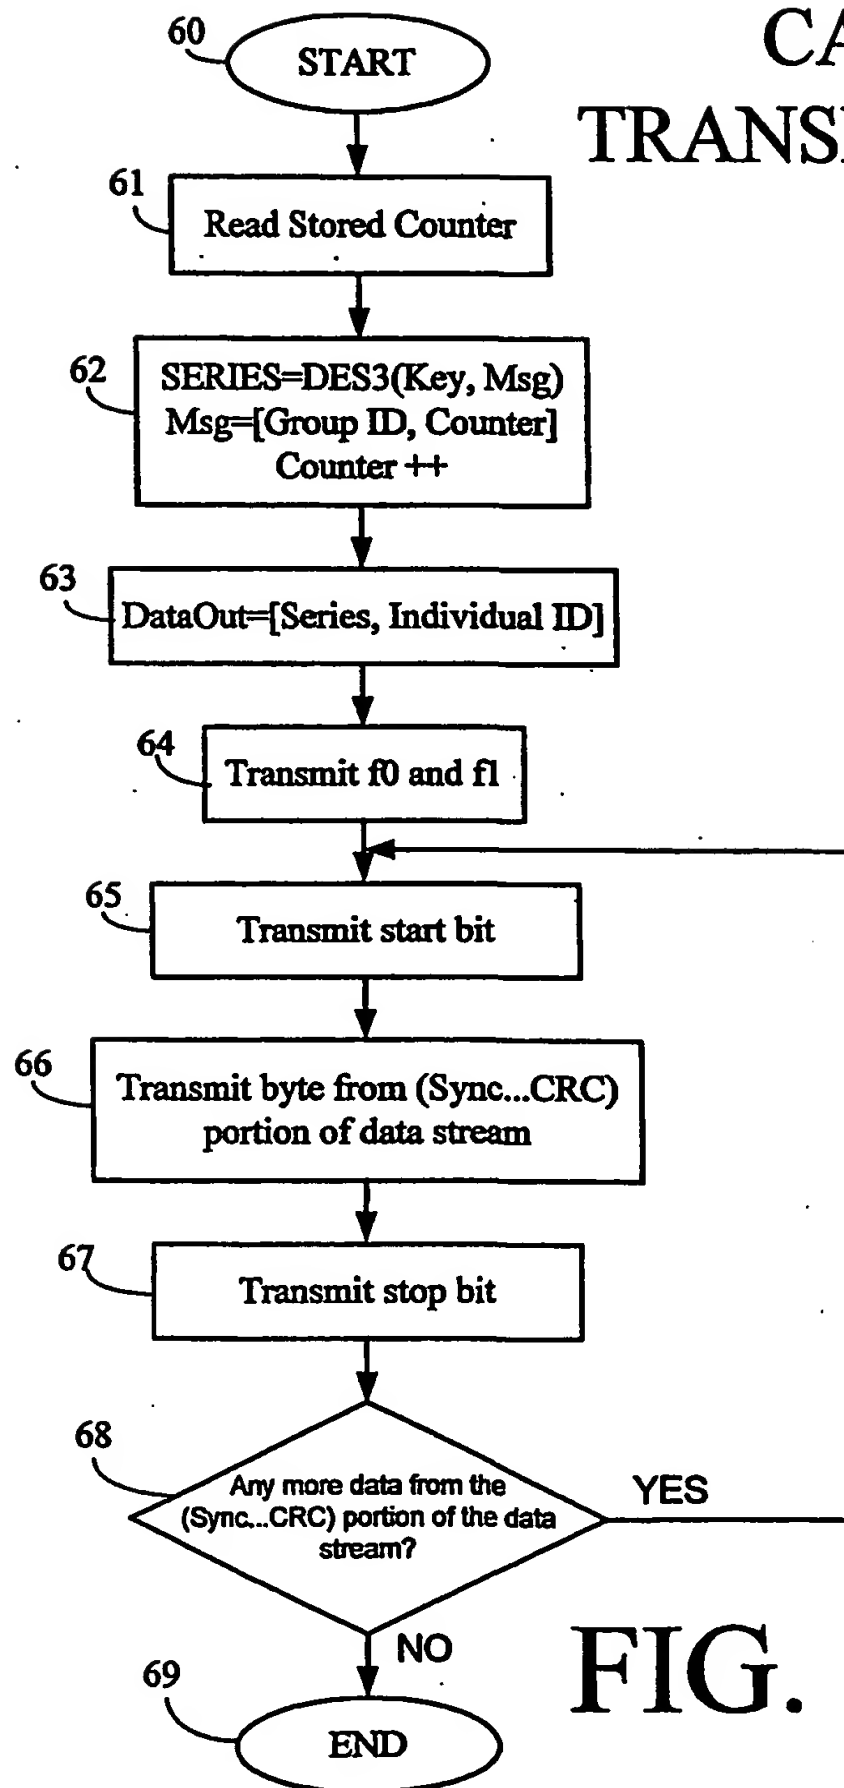 60
START
CA
TRANS
61
Read Stored Counter
62
SERIES=DES3(Key, Msg)
Msg=[Group ID, Counter]
Counter ++
63
DataOut=[Series, Individual ID]
64
Transmit f0 and f1
65
Transmit start bit
66
Transmit byte from (Sync...CRC)
portion of data stream
67
Transmit stop bit
68
Any more data from the
(Sync...CRC) portion of the data
stream?
YES
NO
69
END
FIG.